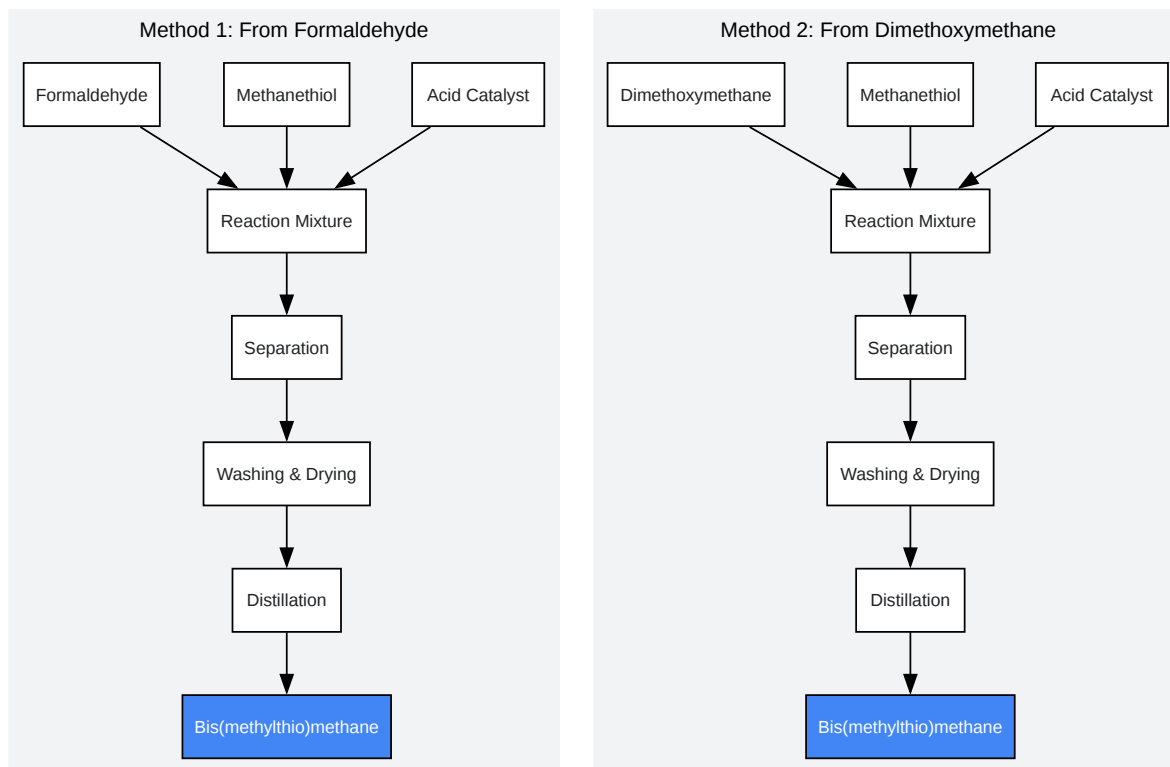 Method 1: From Formaldehyde
Formaldehyde
Methanethiol
Acid Catalyst
Reaction Mixture
Separation
Washing & Drying
Distillation
Bis(methylthio)methane
Method 2: From Dimethoxymethane
Dimethoxymethane
Methanethiol
Acid Catalyst
Reaction Mixture
Separation
Washing & Drying
Distillation
Bis(methylthio)methane